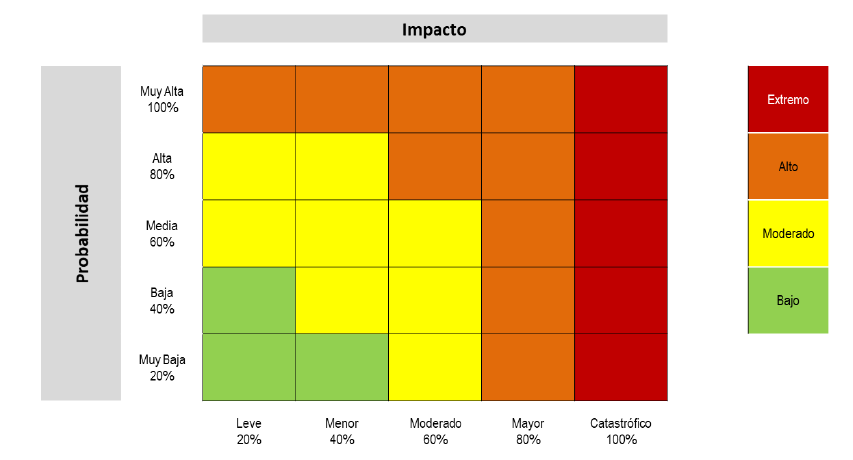 Impacto
Probabilidad
Muy Alta
100%
Alta
80%
Media
60%
Baja
40%
Muy Baja
20%
Leve
20%
Menor
40%
Moderado
60%
Mayor
80%
Catastrófico
100%
Extremo
Alto
Moderado
Bajo